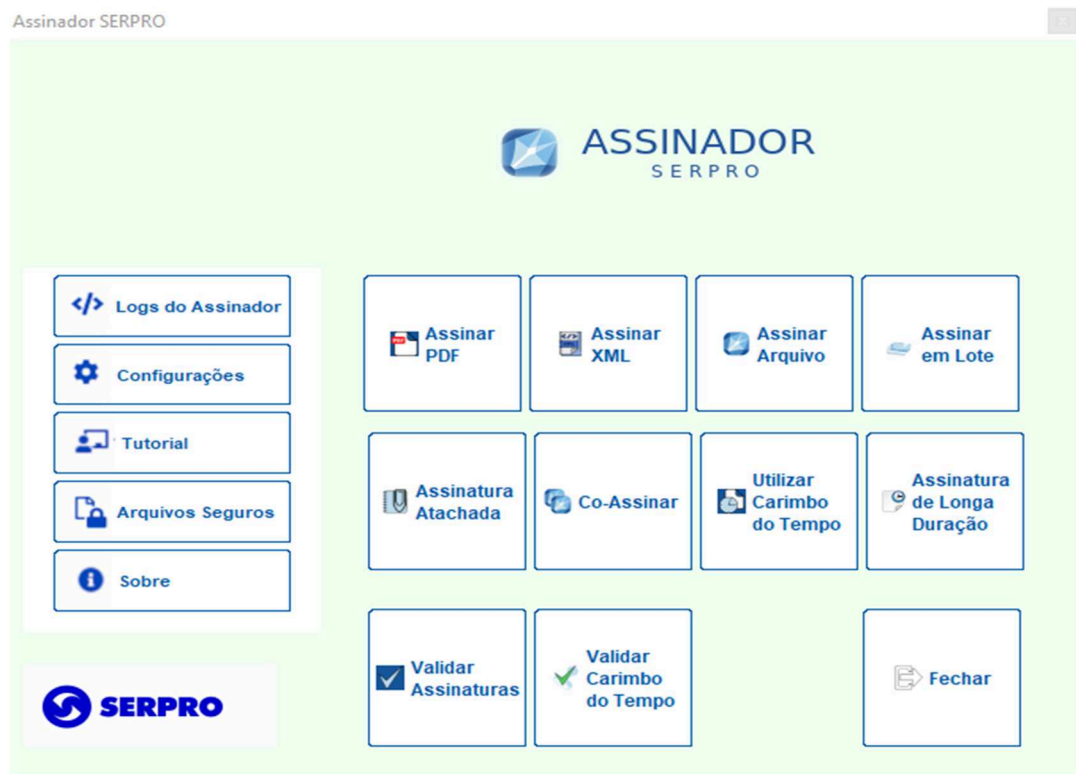 Assinador SERPRO
ASSINADOR
SERPRO
Logs do Assinador
Configurações
Tutorial
Arquivos Seguros
Sobre
SERPRO
Assinar
PDF
Assinar
XML
Assinar
Arquivo
Assinar
em Lote
Assinatura
Atachada
Co-Assinar
Utilizar
Carimbo
do Tempo
Assinatura
de Longa
Duração
Validar
Assinaturas
Validar
Carimbo
do Tempo
Fechar